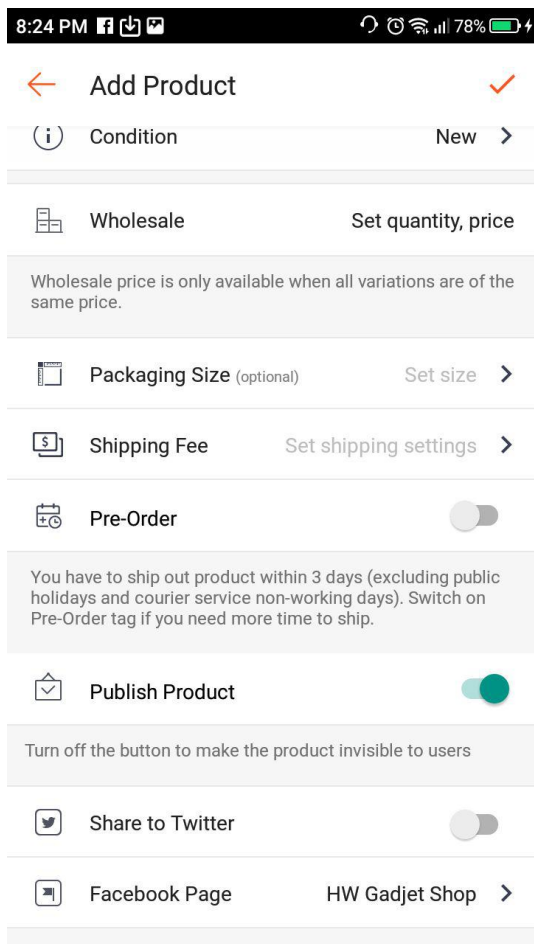 8:24 PM 78%
Add Product
Condition New
Wholesale Set quantity, price
Wholesale price is only available when all variations are of the
same price.
Packaging Size (optional) Set size
Shipping Fee Set shipping settings
Pre-Order
You have to ship out product within 3 days (excluding public
holidays and courier service non-working days). Switch on
Pre-Order tag if you need more time to ship.
Publish Product
Turn off the button to make the product invisible to users
Share to Twitter
Facebook Page HW Gadjet Shop